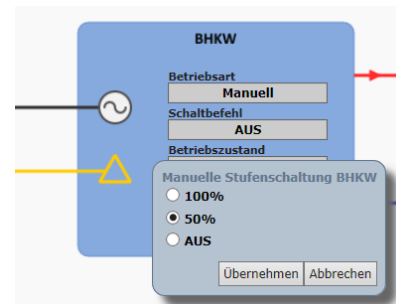 BHKW
Betriebsart
Manuell
Schaltbefehl
AUS
Betriebszustand
Manuelle Stufenschaltung BHKW
100%
50%
AUS
Übernehmen Abbrechen